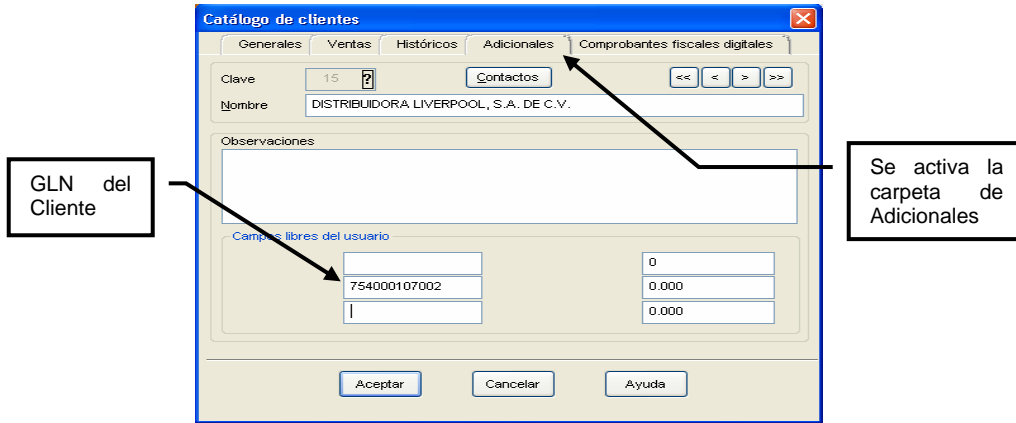 Catálogo de clientes
Generales Ventas Históricos Adicionales Comprobantes fiscales digitales
Clave 15 ? Contactos << < > >>
Nombre DISTRIBUIDORA LIVERPOOL, S.A. DE C.V.
Observaciones
GLN del
Cliente
Se activa la
carpeta de
Adicionales
Campos libres del usuario
0
754000107002 0.000
0.000
Aceptar Cancelar Ayuda